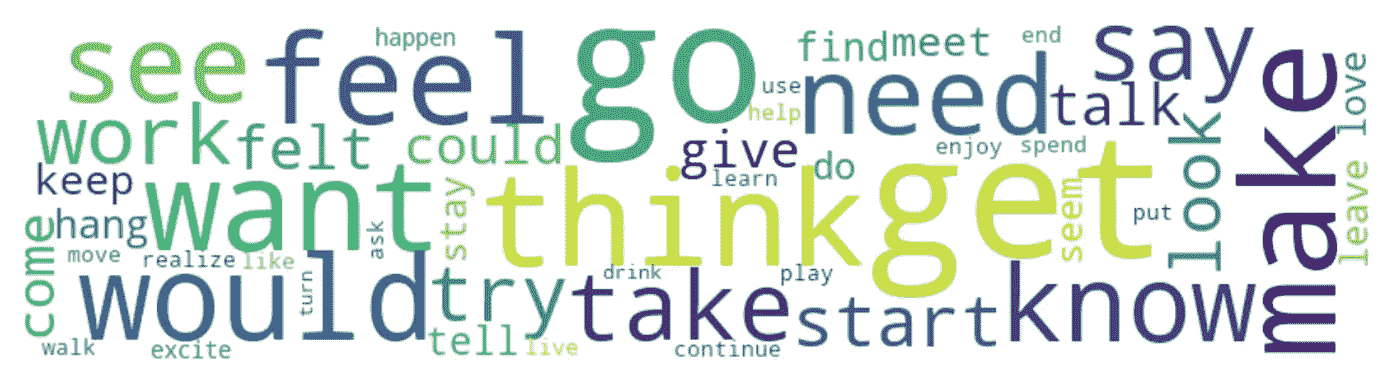 see
feel
go
happen
find
meet
end
say
make
love
use
need
talk
help
work
felt
could
give
do
enjoy
spend
look
leave
keep
want
stay
think
learn
get
seem
put
come
hang
ask
move
realize
like
turn
would
try
drink
take
play
start
know
walk
excite
tell
live
continue